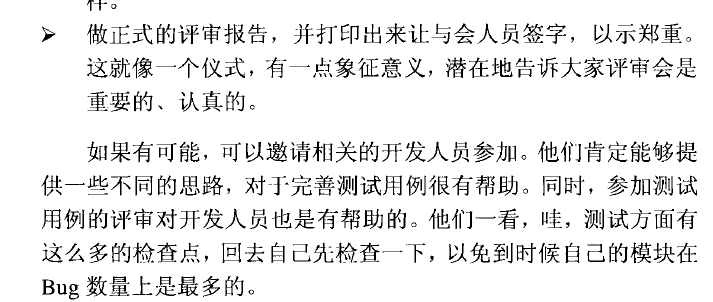 样。
➤ 做正式的评审报告，并打印出来让与会人员签字，以示郑重。
这就像一个仪式，有一点象征意义，潜在地告诉大家评审会是
重要的、认真的。
如果有可能，可以邀请相关的开发人员参加。他们肯定能够提
供一些不同的思路，对于完善测试用例很有帮助。同时，参加测试
用例的评审对开发人员也是有帮助的。他们一看，哇，测试方面有
这么多的检查点，回去自己先检查一下，以免到时候自己的模块在
Bug 数量上是最多的。